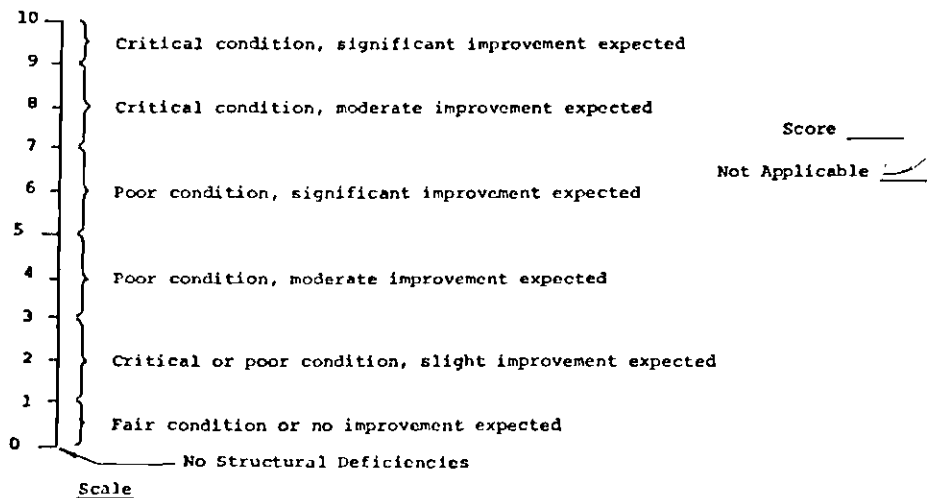 10
Critical condition, significant improvement expected
9
8 Critical condition, moderate improvement expected
Score
7
Not Applicable
6 Poor condition, significant improvement expected
5
4 Poor condition, moderate improvement expected
3
2 Critical or poor condition, slight improvement expected
1
Fair condition or no improvement expected
0
No Structural Deficiencies
Scale